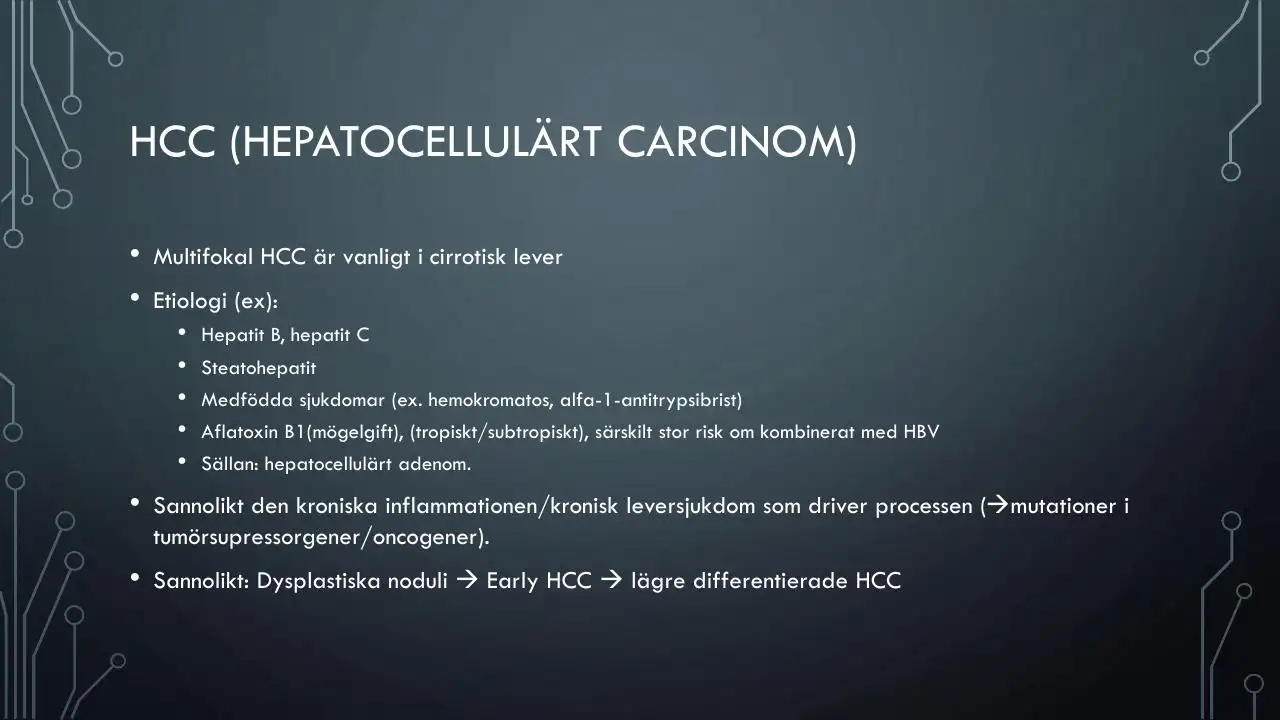 HCC (HEPATOCELLULÄRT CARCINOM)
• Multifokal HCC är vanligt i cirrotisk lever
• Etiologi (ex):
• Hepatit B, hepatit C
• Steatohepatit
• Medfödda sjukdomar (ex. hemokromatos, alfa-1-antitrypsibrist)
• Aflatoxin B1(mögelgift), (tropiskt/subtropiskt), särskilt stor risk om kombinerat med HBV
• Sällan: hepatocellulärt adenom.
• Sannolikt den kroniska inflammationen/kronisk leversjukdom som driver processen (→mutationer i
tumörsupressorgener/oncogener).
• Sannolikt: Dysplastiska noduli → Early HCC → lägre differentierade HCC